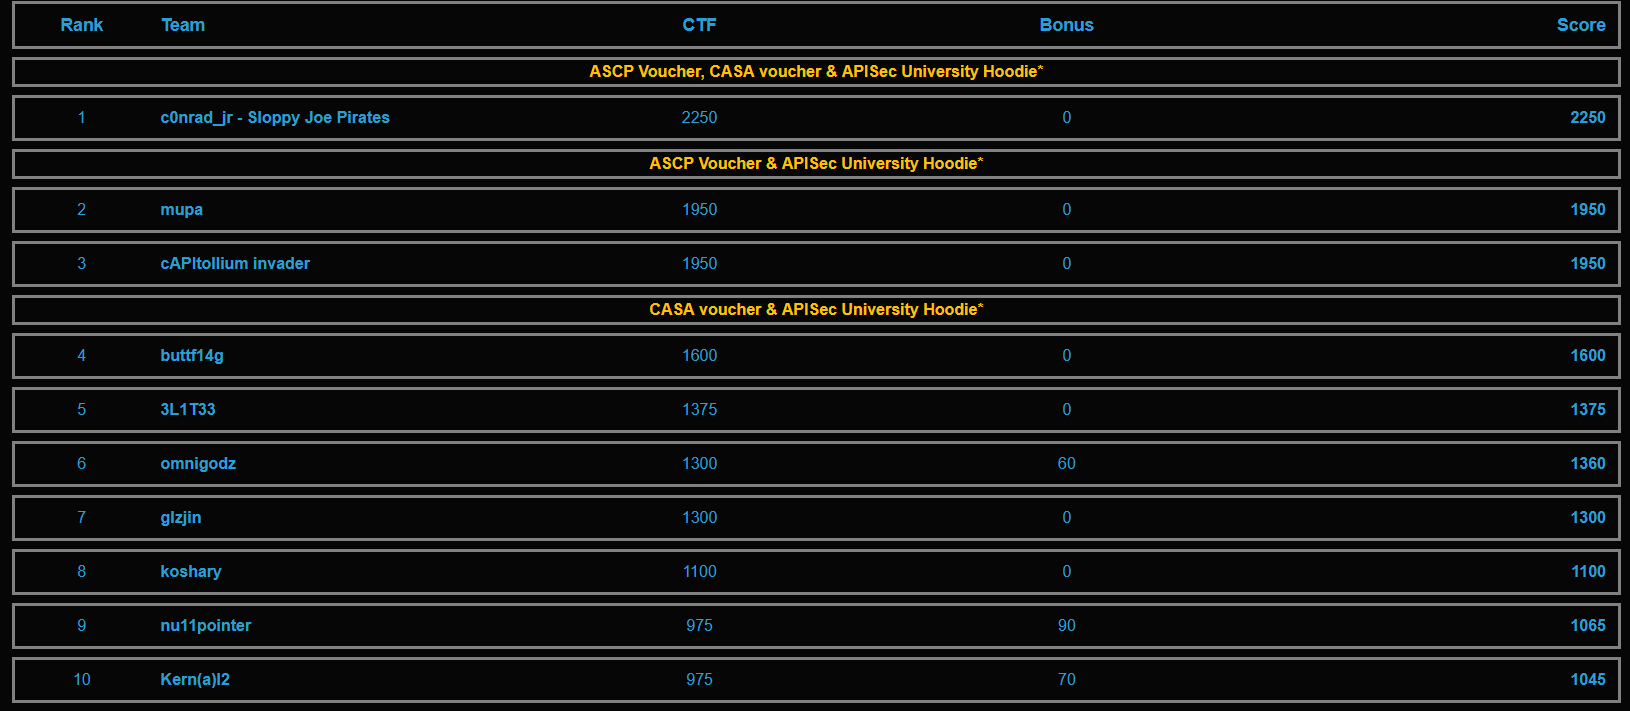 Rank Team CTF Bonus Score
ASCP Voucher, CASA voucher & APISec University Hoodie*
1 c0nrad_jr - Sloppy Joe Pirates 2250 0 2250
ASCP Voucher & APISec University Hoodie*
2 mupa 1950 0 1950
3 cAPItollium invader 1950 0 1950
CASA voucher & APISec University Hoodie*
4 buttf14g 1600 0 1600
5 3L1T33 1375 0 1375
6 omnigodz 1300 60 1360
7 glzjin 1300 0 1300
8 koshary 1100 0 1100
9 nu11pointer 975 90 1065
10 Kern(a)l2 975 70 1045